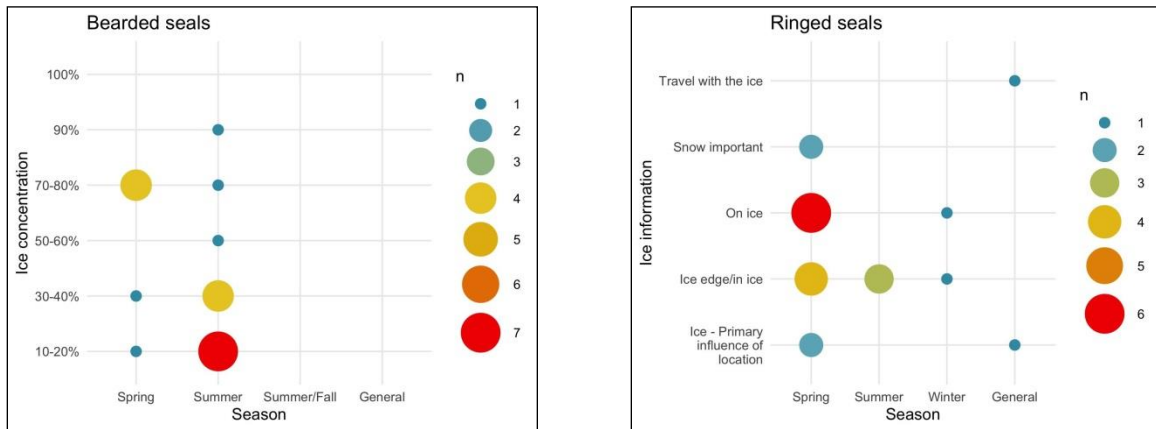 Bearded seals
Ice concentration
100%
90%
70-80%
50-60%
30-40%
10-20%
Spring Summer Summer/Fall General
Season
n
1
2
3
4
5
6
7
Ringed seals
Ice information
Travel with the ice
Snow important
On ice
Ice edge/in ice
Ice - Primary
influence of
location
Spring Summer Winter General
Season
n
1
2
3
4
5
6